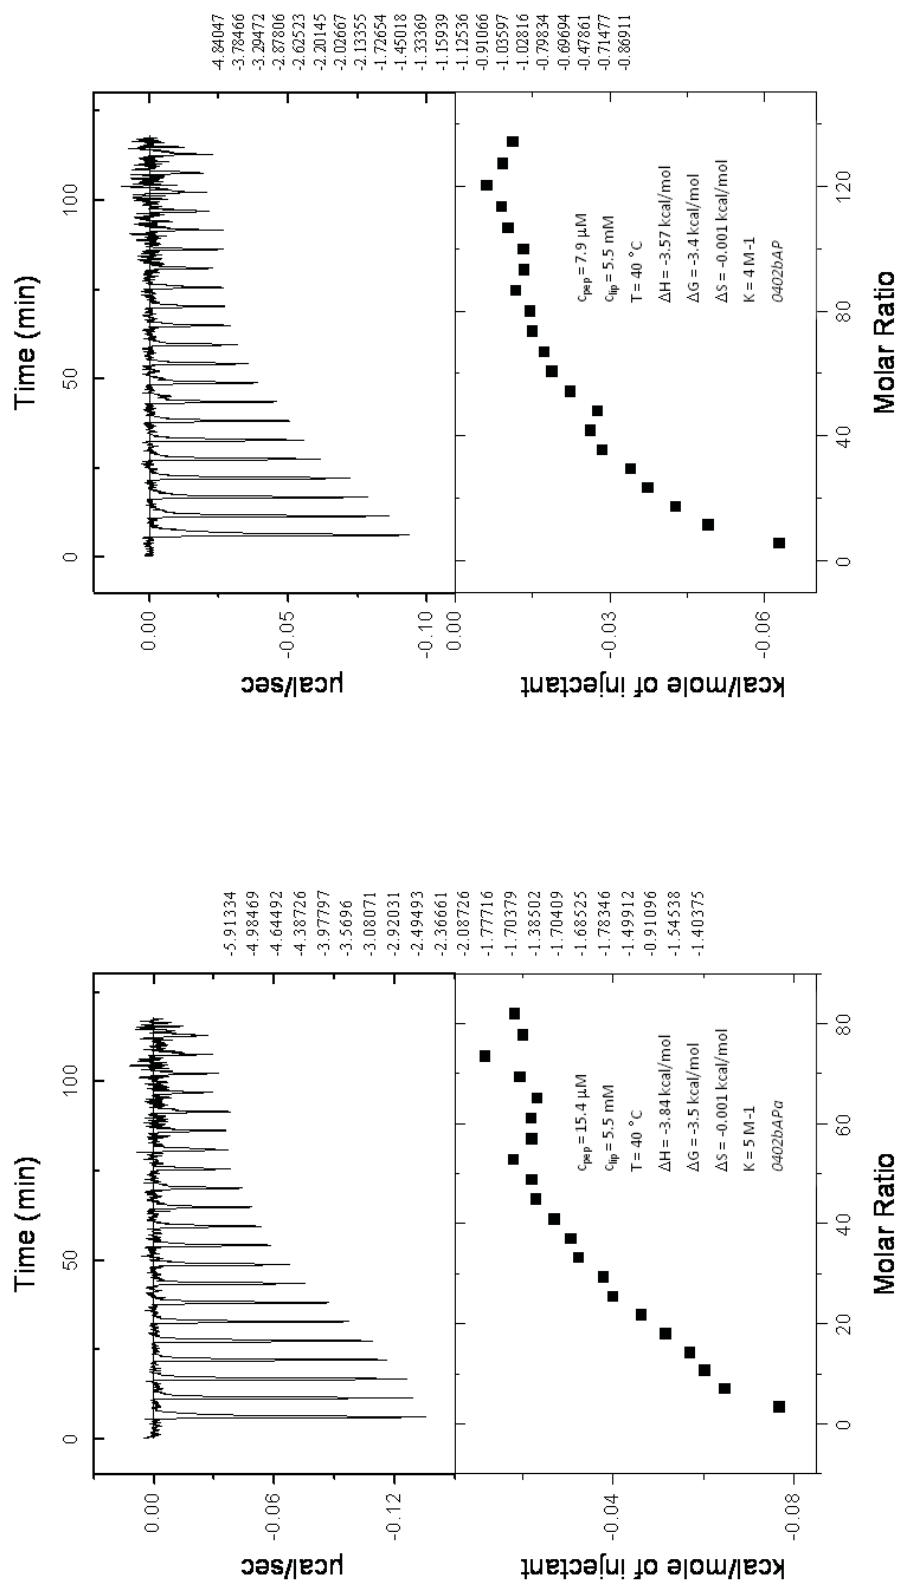 Time (min)
0 50 100
0.00
-0.06
-0.12
µcal/sec
-5.91334
-4.98469
-4.64492
-4.38726
-3.97797
-3.5696
-3.08071
-2.92031
-2.49493
-2.36661
-2.08726
-1.77716
-1.70379
-1.38502
-1.70409
-1.68525
-1.78346
-1.49912
-0.91096
-1.54538
-1.40375
-0.04
-0.08
kcal/mole of injectant
cpep = 15.4 µM
clip = 5.5 mM
T = 40 °C
ΔH = -3.84 kcal/mol
ΔG = -3.5 kcal/mol
ΔS = -0.001 kcal/mol
K = 5 M-1
0402bAPa
0 20 40 60 80
Molar Ratio
Time (min)
0 50 100
0.00
-0.05
-0.10
µcal/sec
-4.84047
-3.78466
-3.29472
-2.87806
-2.62523
-2.20145
-2.02667
-2.13355
-1.72654
-1.45018
-1.33369
-1.15939
-1.12536
-0.91066
-1.03597
-1.02816
-0.79834
-0.69694
-0.47861
-0.71477
-0.86911
0.00
-0.03
-0.06
kcal/mole of injectant
cpep = 7.9 µM
clip = 5.5 mM
T = 40 °C
ΔH = -3.57 kcal/mol
ΔG = -3.4 kcal/mol
ΔS = -0.001 kcal/mol
K = 4 M-1
0402bAP
0 40 80 120
Molar Ratio